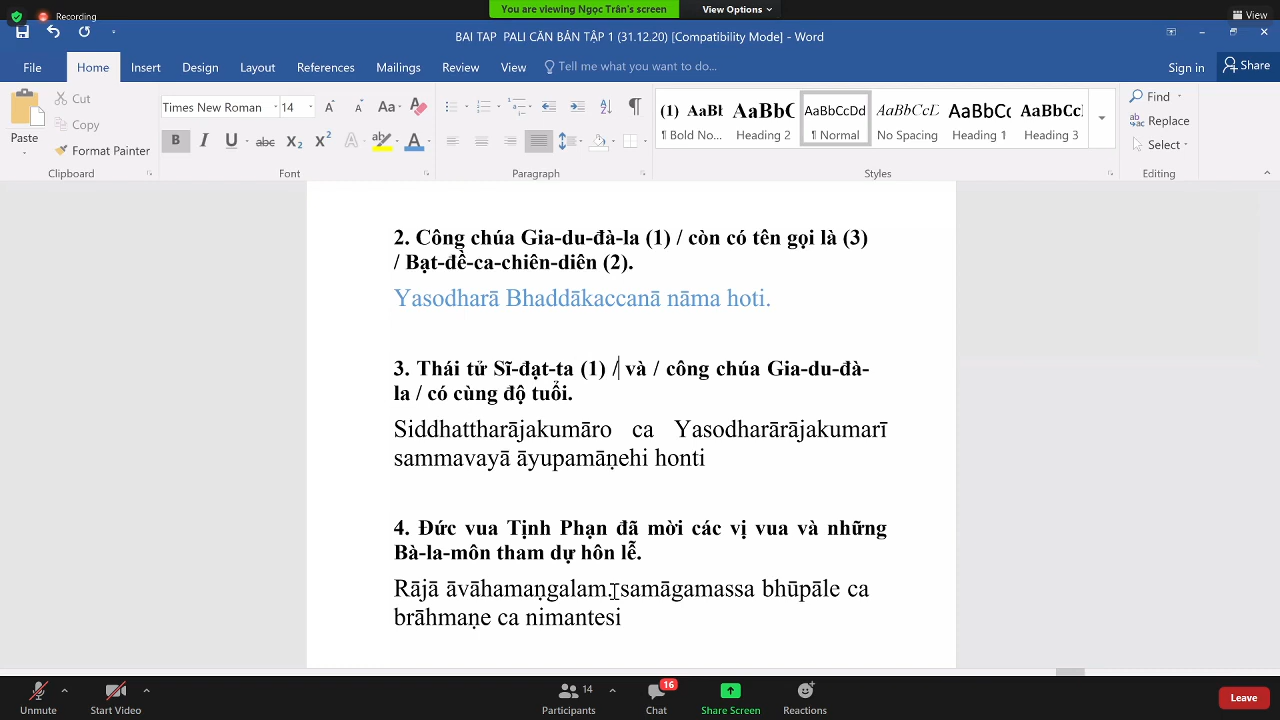 Recording
You are viewing Ngọc Trân's screen
View Options
View
BAI TAP PALI CĂN BẢN TẬP 1 (31.12.20) [Compatibility Mode] - Word
File
Home
Insert
Design
Layout
References
Mailings
Review
View
Tell me what you want to do...
Sign in
Share
Paste
Cut
Copy
Format Painter
Clipboard
Times New Roman
14
Font
Paragraph
(1) AaBl
AaBbC
AaBbCcDd
AaBbCcD
AaBbCc
AaBbCc
¶ Bold No...
Heading 2
¶ Normal
No Spacing
Heading 1
Heading 3
Styles
Find
Replace
Select
Editing
2. Công chúa Gia-du-đà-la (1) / còn có tên gọi là (3)
/ Bạt-đề-ca-chiên-diên (2).
Yasodharā Bhaddākaccanā nāma hoti.
3. Thái tử Sĩ-đạt-ta (1) / và / công chúa Gia-du-đà-
la / có cùng độ tuổi.
Siddhattharājakumāro ca Yasodharārājakumarī
sammavayā āyupamāṇehi honti
4. Đức vua Tịnh Phạn đã mời các vị vua và những
Bà-la-môn tham dự hôn lễ.
Rājā āvāhamaṇgalam. samāgamassa bhūpāle ca
brāhmaṇe ca nimantesi
Unmute
Start Video
14
Participants
16
Chat
Share Screen
Reactions
Leave